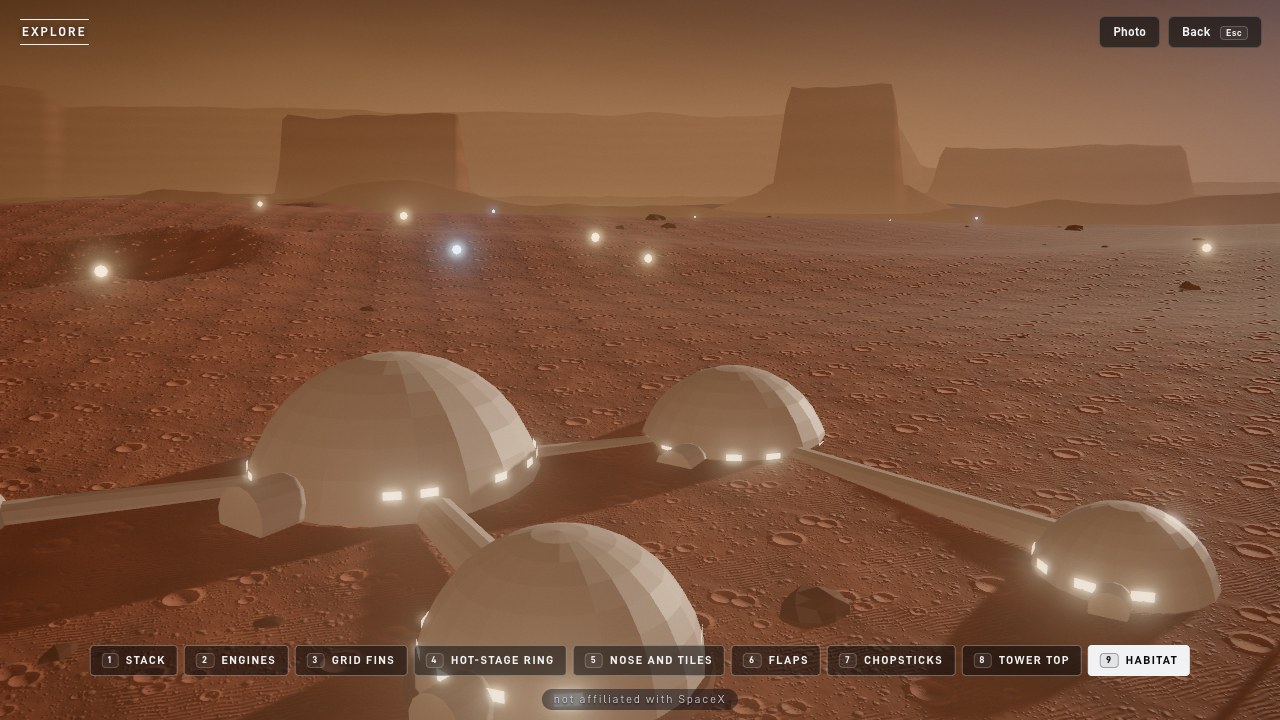 EXPLORE
Photo
Back Esc
1 STACK
2 ENGINES
3 GRID FINS
4 HOT-STAGE RING
5 NOSE AND TILES
6 FLAPS
7 CHOPSTICKS
8 TOWER TOP
9 HABITAT
not affiliated with SpaceX